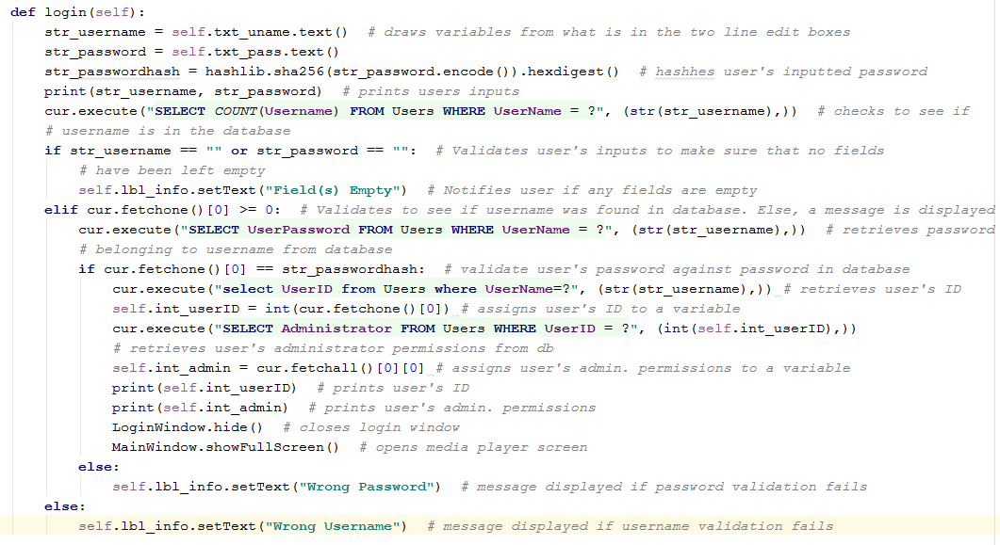 def login(self):
    str_username = self.txt_uname.text()  # draws variables from what is in the two line edit boxes
    str_password = self.txt_pass.text()
    str_passwordhash = hashlib.sha256(str_password.encode()).hexdigest()  # hashhes user's inputted password
    print(str_username, str_password)  # prints users inputs
    cur.execute("SELECT COUNT(Username) FROM Users WHERE UserName = ?", (str(str_username),))  # checks to see if
    # username is in the database
    if str_username == "" or str_password == "":  # Validates user's inputs to make sure that no fields
        # have been left empty
        self.lbl_info.setText("Field(s) Empty")  # Notifies user if any fields are empty
    elif cur.fetchone()[0] >= 0:  # Validates to see if username was found in database. Else, a message is displayed
        cur.execute("SELECT UserPassword FROM Users WHERE UserName = ?", (str(str_username),))  # retrieves password
        # belonging to username from database
        if cur.fetchone()[0] == str_passwordhash:  # validate user's password against password in database
            cur.execute("select UserID from Users where UserName=?", (str(str_username),)) # retrieves user's ID
            self.int_userID = int(cur.fetchone()[0]) # assigns user's ID to a variable
            cur.execute("SELECT Administrator FROM Users WHERE UserID = ?", (int(self.int_userID),))
            # retrieves user's administrator permissions from db
            self.int_admin = cur.fetchall()[0][0] # assigns user's admin. permissions to a variable
            print(self.int_userID)  # prints user's ID
            print(self.int_admin)  # prints user's admin. permissions
            LoginWindow.hide()  # closes login window
            MainWindow.showFullScreen()  # opens media player screen
        else:
            self.lbl_info.setText("Wrong Password")  # message displayed if password validation fails
    else:
        self.lbl_info.setText("Wrong Username")  # message displayed if username validation fails